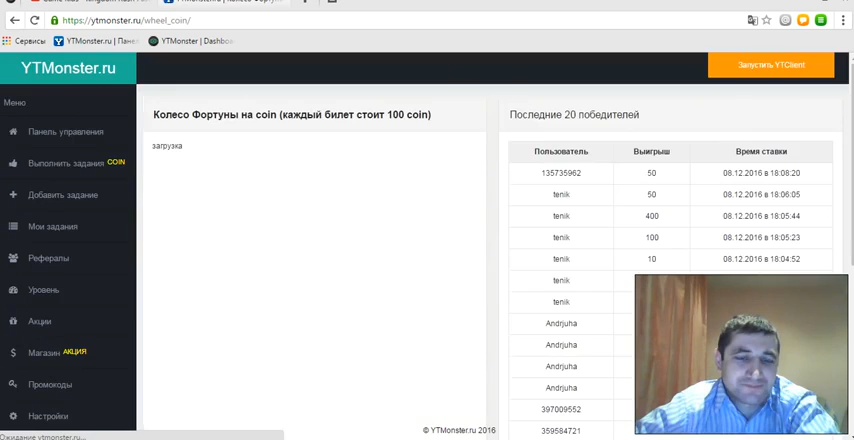 https://ytmonster.ru/wheel_coin/
Сервисы YTMonster.ru | Пане YTMonster | Dashbo
YTMonster.ru
Запустить YTClient
Меню
Панель управления
Выполнить задания COIN
Добавить задание
Мои задания
Рефералы
Уровень
Акции
Магазин АКЦИЯ
Промокоды
Настройки
Ожидание ytmonster.ru...
Колесо Фортуны на coin (каждый билет стоит 100 coin)
загрузка
Последние 20 победителей
Пользователь Выигрыш Время ставки
135735962 50 08.12.2016 в 18:08:20
tenik 50 08.12.2016 в 18:06:05
tenik 400 08.12.2016 в 18:05:44
tenik 100 08.12.2016 в 18:05:23
tenik 10 08.12.2016 в 18:04:52
tenik
tenik
Andrjuha
Andrjuha
Andrjuha
Andrjuha
397009552
359584721
© YTMonster.ru 2016